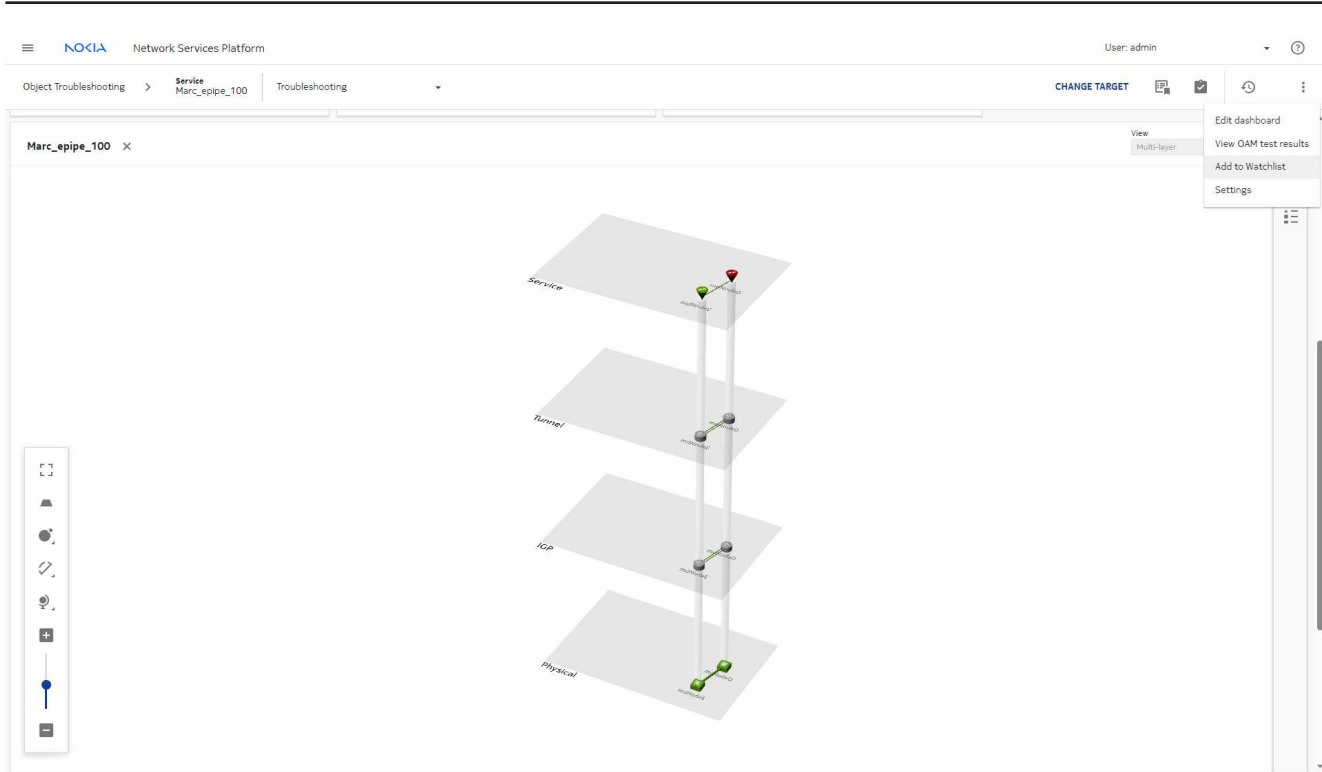 NOKIA Network Services Platform
User: admin
Object Troubleshooting > Service Marc_epipe_100 Troubleshooting
CHANGE TARGET
Edit dashboard
View OAM test results
Add to Watchlist
Settings
Marc_epipe_100 ×
View
Multi-layer
Service
Tunnel
IGP
Physical